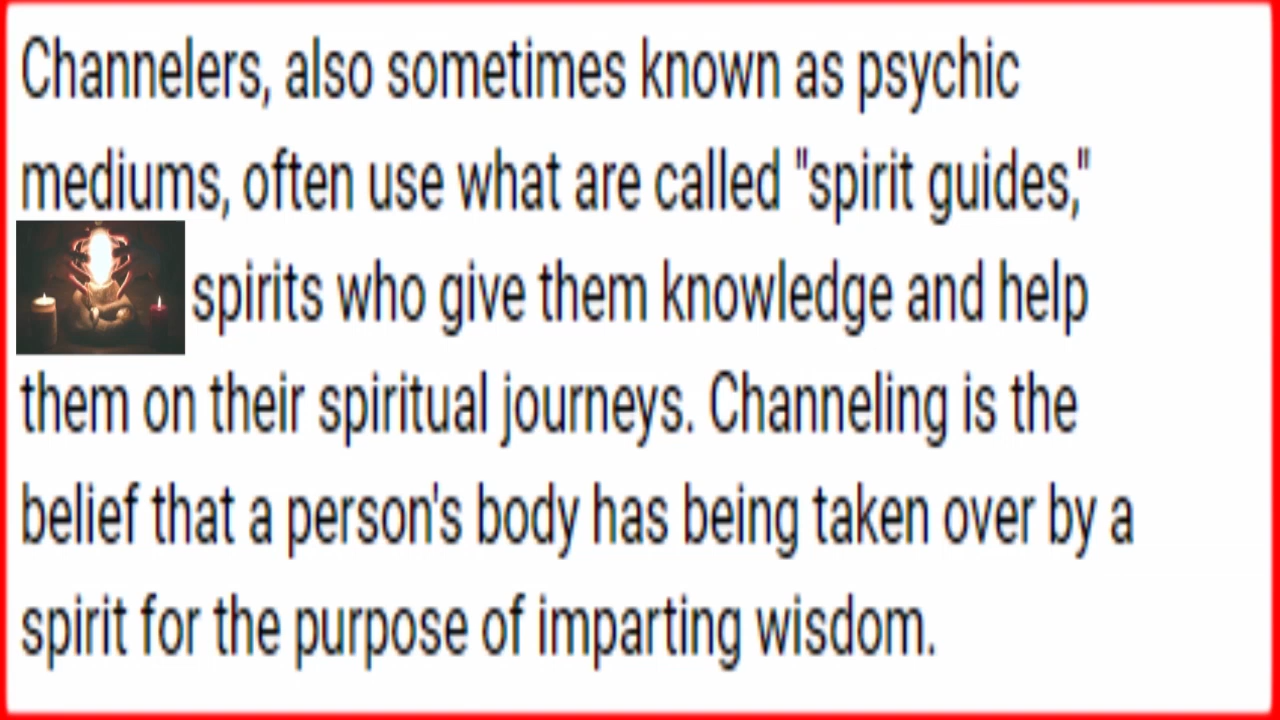 Channelers, also sometimes known as psychic
mediums, often use what are called "spirit guides,"
spirits who give them knowledge and help
them on their spiritual journeys. Channeling is the
belief that a person's body has being taken over by a
spirit for the purpose of imparting wisdom.